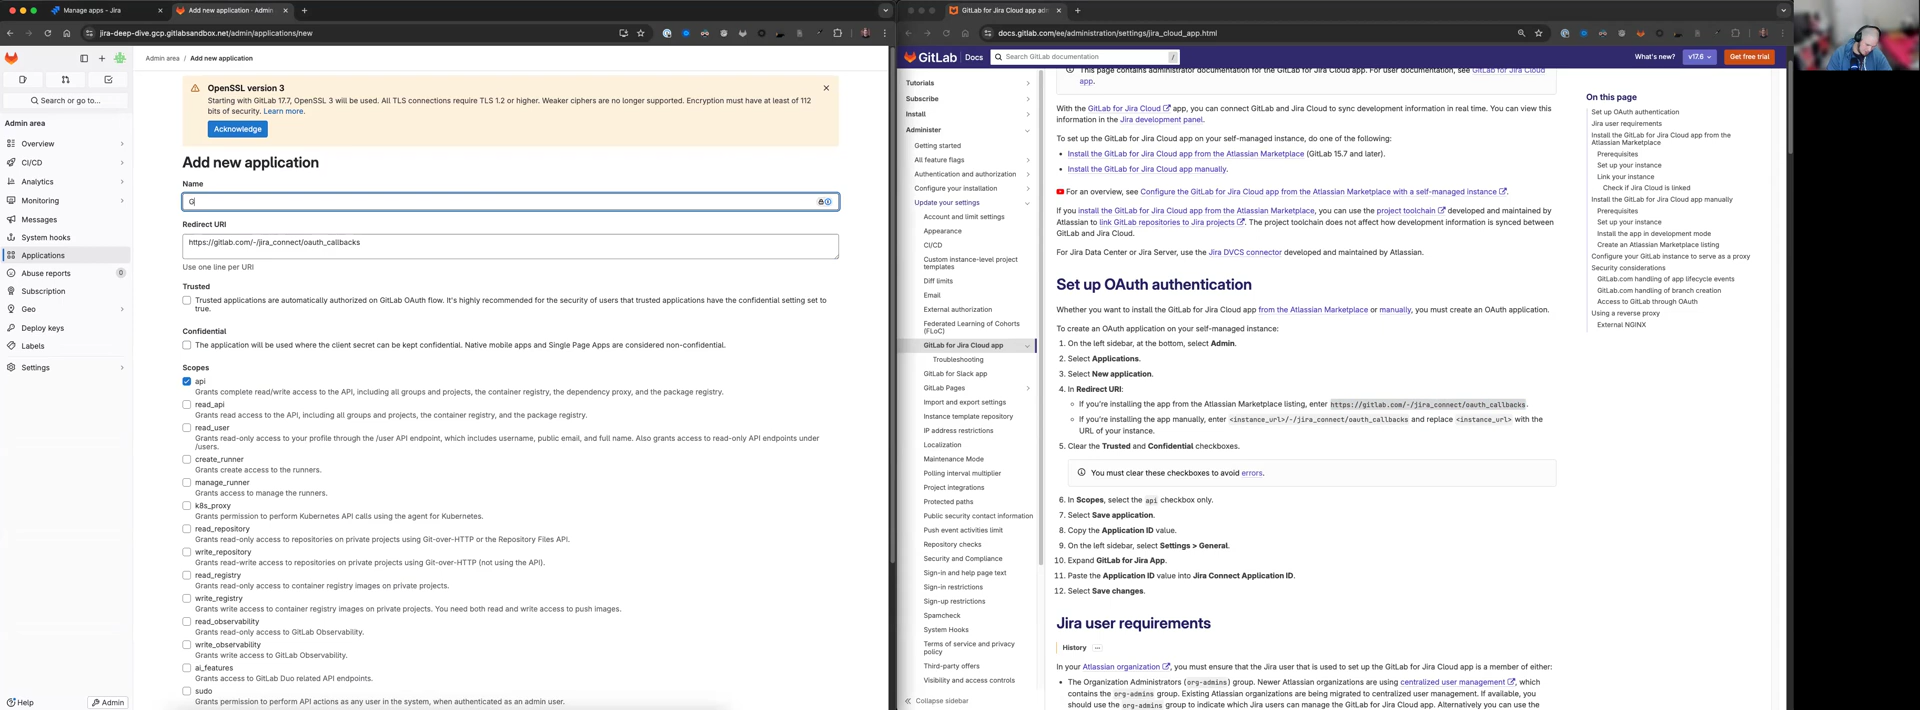 Manage apps - Jira
Add new application · Admin
jira-deep-dive.gcp.gitlabsandbox.net/admin/applications/new
Search or go to...
Admin area
Overview
CI/CD
Analytics
Monitoring
Messages
System hooks
Applications
Abuse reports 0
Subscription
Geo
Deploy keys
Labels
Settings
Help
Admin
Admin area Add new application
OpenSSL version 3
Starting with GitLab 17.7, OpenSSL 3 will be used. All TLS connections require TLS 1.2 or higher. Weaker ciphers are no longer supported. Encryption must have at least of 112
bits of security. Learn more.
Acknowledge
Add new application
Name
G
Redirect URI
https://gitlab.com/-/jira_connect/oauth_callbacks
Use one line per URI
Trusted
Trusted applications are automatically authorized on GitLab OAuth flow. It's highly recommended for the security of users that trusted applications have the confidential setting set to
true.
Confidential
The application will be used where the client secret can be kept confidential. Native mobile apps and Single Page Apps are considered non-confidential.
Scopes
api
Grants complete read/write access to the API, including all groups and projects, the container registry, the dependency proxy, and the package registry.
read_api
Grants read access to the API, including all groups and projects, the container registry, and the package registry.
read_user
Grants read-only access to your profile through the /user API endpoint, which includes username, public email, and full name. Also grants access to read-only API endpoints under
/users.
create_runner
Grants create access to the runners.
manage_runner
Grants access to manage the runners.
k8s_proxy
Grants permission to perform Kubernetes API calls using the agent for Kubernetes.
read_repository
Grants read-only access to repositories on private projects using Git-over-HTTP or the Repository Files API.
write_repository
Grants read-write access to repositories on private projects using Git-over-HTTP (not using the API).
read_registry
Grants read-only access to container registry images on private projects.
write_registry
Grants write access to container registry images on private projects. You need both read and write access to push images.
read_observability
Grants read-only access to GitLab Observability.
write_observability
Grants write access to GitLab Observability.
ai_features
Grants access to GitLab Duo related API endpoints.
sudo
Grants permission to perform API actions as any user in the system, when authenticated as an admin user.
GitLab for Jira Cloud app adm
docs.gitlab.com/ee/administration/settings/jira_cloud_app.html
GitLab Docs
Search GitLab documentation /
What's new?
v17.6
Get free trial
Tutorials
Subscribe
Install
Administer
Getting started
All feature flags
Authentication and authorization
Configure your installation
Update your settings
Account and limit settings
Appearance
CI/CD
Custom instance-level project
templates
Diff limits
Email
External authorization
Federated Learning of Cohorts
(FLoC)
GitLab for Jira Cloud app
Troubleshooting
GitLab for Slack app
GitLab Pages
Import and export settings
Instance template repository
IP address restrictions
Localization
Maintenance Mode
Polling interval multiplier
Project integrations
Protected paths
Public security contact information
Push event activities limit
Repository checks
Security and Compliance
Sign-in and help page text
Sign-in restrictions
Sign-up restrictions
Spamcheck
System Hooks
Terms of service and privacy
policy
Third-party offers
Visibility and access controls
Collapse sidebar
This page contains administrator documentation for the GitLab for Jira Cloud app. For user documentation, see GitLab for Jira Cloud
app.
With the GitLab for Jira Cloud app, you can connect GitLab and Jira Cloud to sync development information in real time. You can view this
information in the Jira development panel.
To set up the GitLab for Jira Cloud app on your self-managed instance, do one of the following:
• Install the GitLab for Jira Cloud app from the Atlassian Marketplace (GitLab 15.7 and later).
• Install the GitLab for Jira Cloud app manually.
For an overview, see Configure the GitLab for Jira Cloud app from the Atlassian Marketplace with a self-managed instance.
If you install the GitLab for Jira Cloud app from the Atlassian Marketplace, you can use the project toolchain developed and maintained by
Atlassian to link GitLab repositories to Jira projects. The project toolchain does not affect how development information is synced between
GitLab and Jira Cloud.
For Jira Data Center or Jira Server, use the Jira DVCS connector developed and maintained by Atlassian.
Set up OAuth authentication
Whether you want to install the GitLab for Jira Cloud app from the Atlassian Marketplace or manually, you must create an OAuth application.
To create an OAuth application on your self-managed instance:
1. On the left sidebar, at the bottom, select Admin.
2. Select Applications.
3. Select New application.
4. In Redirect URI:
If you're installing the app from the Atlassian Marketplace listing, enter https://gitlab.com/-/jira_connect/oauth_callbacks.
If you're installing the app manually, enter <instance_url>/-/jira_connect/oauth_callbacks and replace <instance_url> with the
URL of your instance.
5. Clear the Trusted and Confidential checkboxes.
You must clear these checkboxes to avoid errors.
6. In Scopes, select the api checkbox only.
7. Select Save application.
8. Copy the Application ID value.
9. On the left sidebar, select Settings > General.
10. Expand GitLab for Jira App.
11. Paste the Application ID value into Jira Connect Application ID.
12. Select Save changes.
Jira user requirements
History ...
In your Atlassian organization, you must ensure that the Jira user that is used to set up the GitLab for Jira Cloud app is a member of either:
• The Organization Administrators (org-admins) group. Newer Atlassian organizations are using centralized user management, which
contains the org-admins group. Existing Atlassian organizations are being migrated to centralized user management. If available, you
should use the org-admins group to indicate which Jira users can manage the GitLab for Jira Cloud app. Alternatively you can use the
On this page
Set up OAuth authentication
Jira user requirements
Install the GitLab for Jira Cloud app from the
Atlassian Marketplace
Prerequisites
Set up your instance
Link your instance
Check if Jira Cloud is linked
Install the GitLab for Jira Cloud app manually
Prerequisites
Set up your instance
Install the app in development mode
Create an Atlassian Marketplace listing
Configure your GitLab instance to serve as a proxy
Security considerations
GitLab.com handling of app lifecycle events
GitLab.com handling of branch creation
Access to GitLab through OAuth
Using a reverse proxy
External NGINX